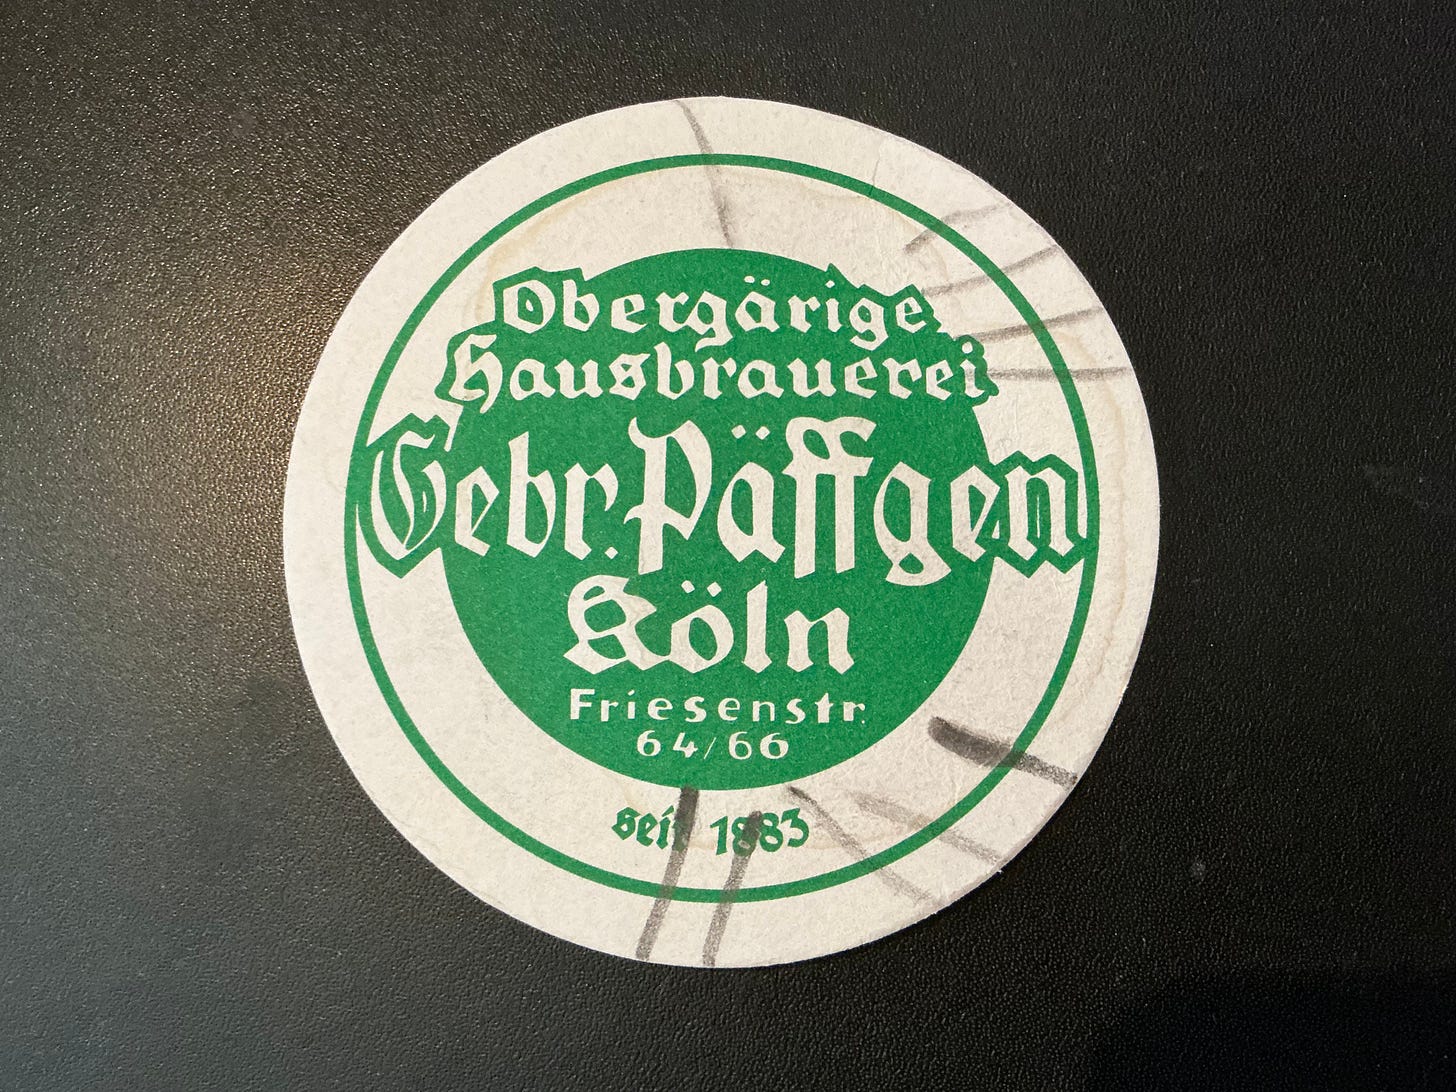 Obergärige
Hausbrauerei
Gebr. Päffgen
Köln
Friesenstr.
64/66
seit 1883